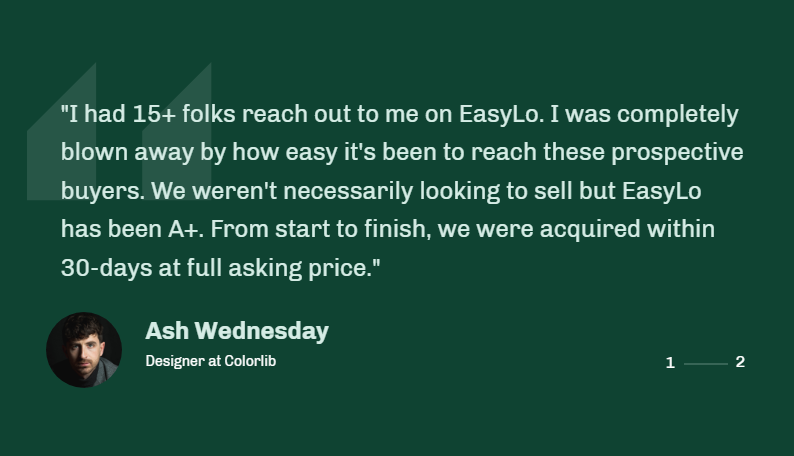 "I had 15+ folks reach out to me on EasyLo. I was completely
blown away by how easy it's been to reach these prospective
buyers. We weren't necessarily looking to sell but EasyLo
has been A+. From start to finish, we were acquired within
30-days at full asking price."
Ash Wednesday
Designer at Colorlib
1 2